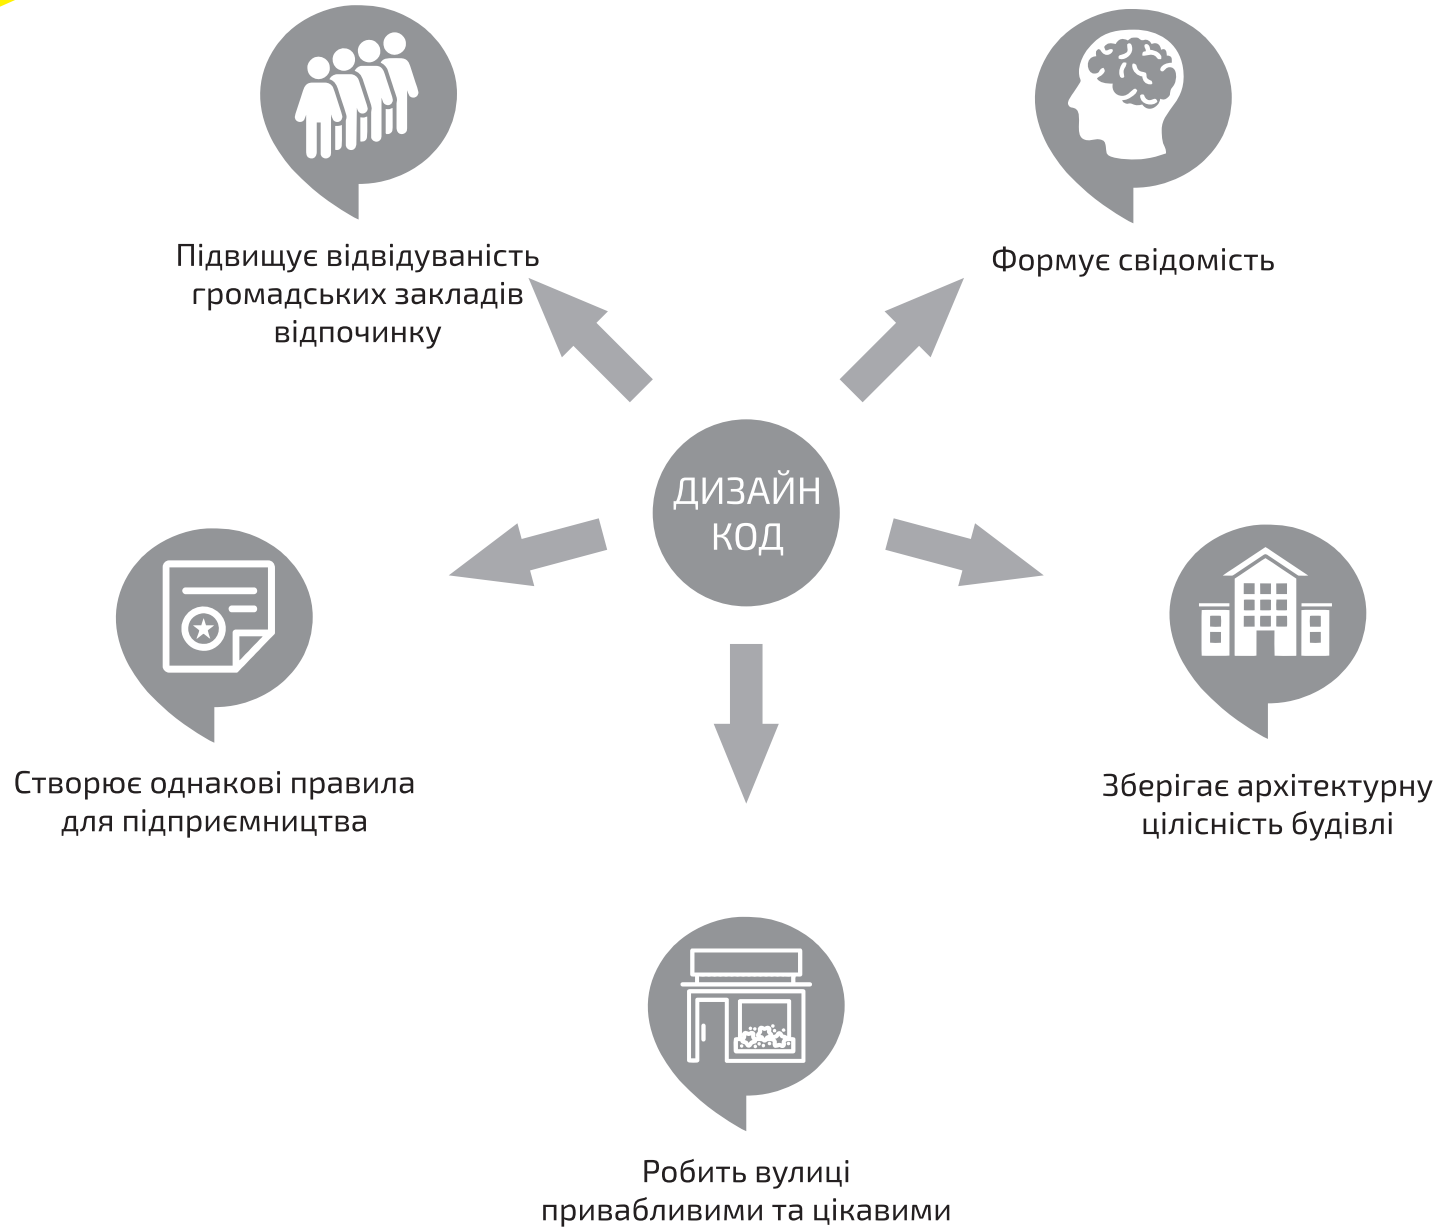 Підвищує відвідуваність
громадських закладів
відпочинку
Формує свідомість
ДИЗАЙН
КОД
Створює однакові правила
для підприємництва
Зберігає архітектурну
цілісність будівлі
Робить вулиці
привабливими та цікавими